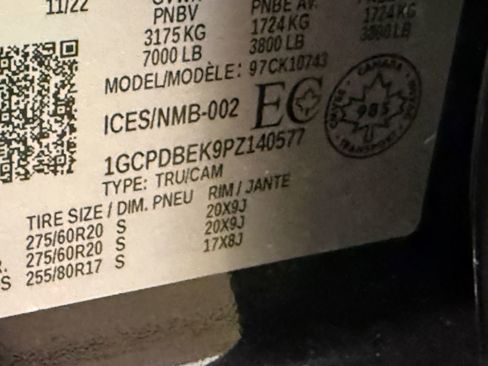 11/22
PNBV PNBE AV.
3175 KG 1724 KG 1724 KG
7000 LB 3800 LB 3800 LB
MODEL/MODÈLE: 97CK10743
ICES/NMB-002 EC
CANADA
985
1GCPDBEK9PZ140577
TYPE: TRU/CAM
TIRE SIZE / DIM. PNEU RIM / JANTE
275/60R20 S 20X9J
R. 275/60R20 S 20X9J
S 255/80R17 S 17X8J